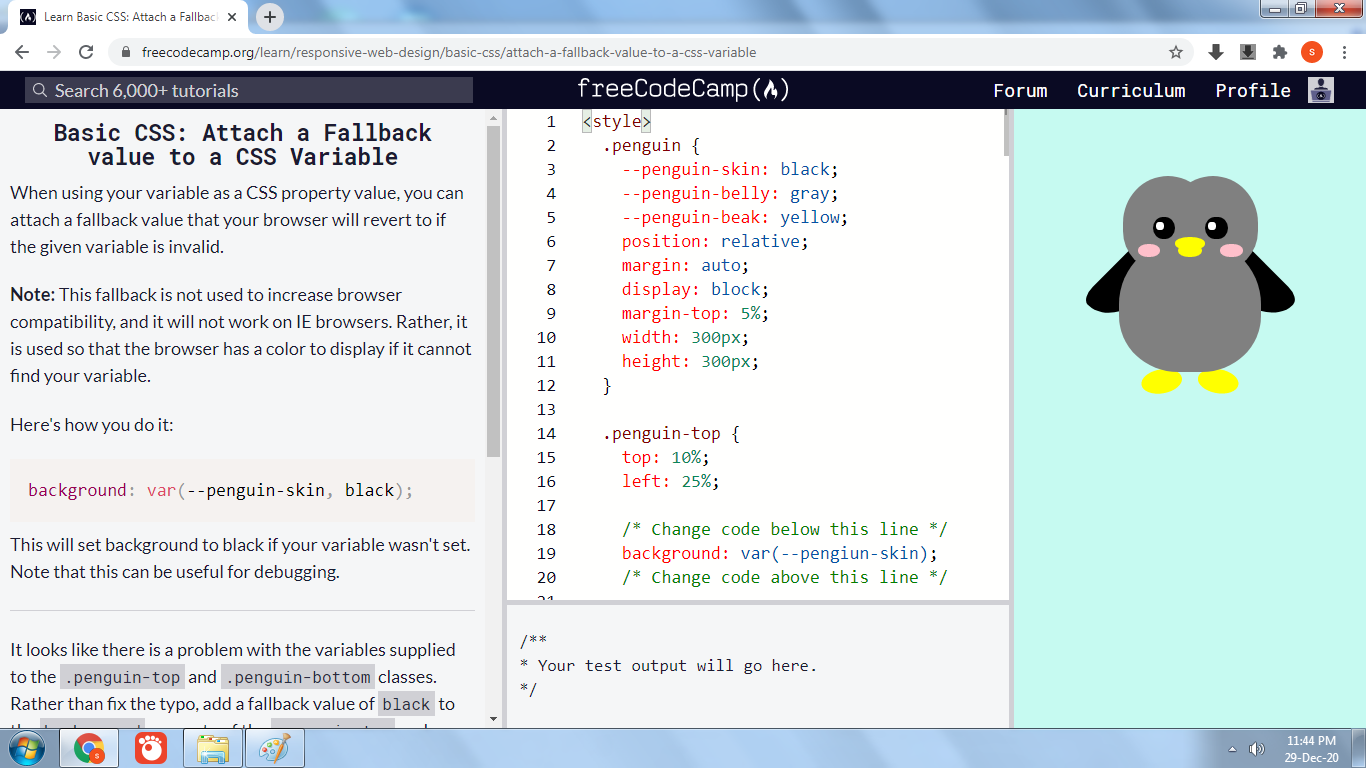 Learn Basic CSS: Attach a Fallback
freecodecamp.org/learn/responsive-web-design/basic-css/attach-a-fallback-value-to-a-css-variable
S
Search 6,000+ tutorials
freeCodeCamp
Forum
Curriculum
Profile
Basic CSS: Attach a Fallback
value to a CSS Variable
When using your variable as a CSS property value, you can
attach a fallback value that your browser will revert to if
the given variable is invalid.
Note: This fallback is not used to increase browser
compatibility, and it will not work on IE browsers. Rather, it
is used so that the browser has a color to display if it cannot
find your variable.
Here's how you do it:
background: var(--penguin-skin, black);
This will set background to black if your variable wasn't set.
Note that this can be useful for debugging.
It looks like there is a problem with the variables supplied
to the .penguin-top and .penguin-bottom classes.
Rather than fix the typo, add a fallback value of black to
1 <style>
2 .penguin {
3 --penguin-skin: black;
4 --penguin-belly: gray;
5 --penguin-beak: yellow;
6 position: relative;
7 margin: auto;
8 display: block;
9 margin-top: 5%;
10 width: 300px;
11 height: 300px;
12 }
13
14 .penguin-top {
15 top: 10%;
16 left: 25%;
17
18 /* Change code below this line */
19 background: var(--pengiun-skin);
20 /* Change code above this line */
21
/**
* Your test output will go here.
*/
S
11:44 PM
29-Dec-20